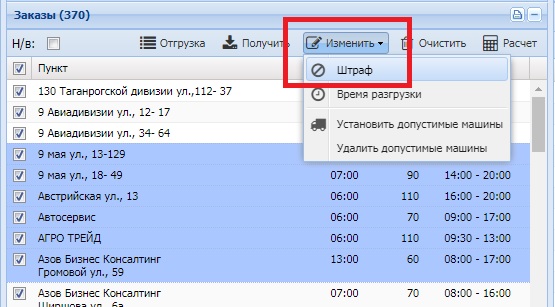 Заказы (370)
Н/в: Отгрузка Получить Изменить Очистить Расчет
Пункт
Штраф
130 Таганрогской дивизии ул.,112- 37
Время разгрузки
9 Авиадивизии ул., 12- 17
Установить допустимые машины
9 Авиадивизии ул., 34- 64
Удалить допустимые машины
9 мая ул., 13-129
9 мая ул., 18- 49 07:00 90 14:00 - 20:00
Австрийская ул., 13 06:00 110 16:00 - 20:00
Автосервис 06:00 70 09:00 - 17:00
АГРО ТРЕЙД 06:00 110 09:30 - 13:00
Азов Бизнес Консалтинг 13:00 60 08:00 - 17:00
Громовой ул., 59
Азов Бизнес Консалтинг 07:00 70 08:00 - 16:00
Ширшова ул., 6а